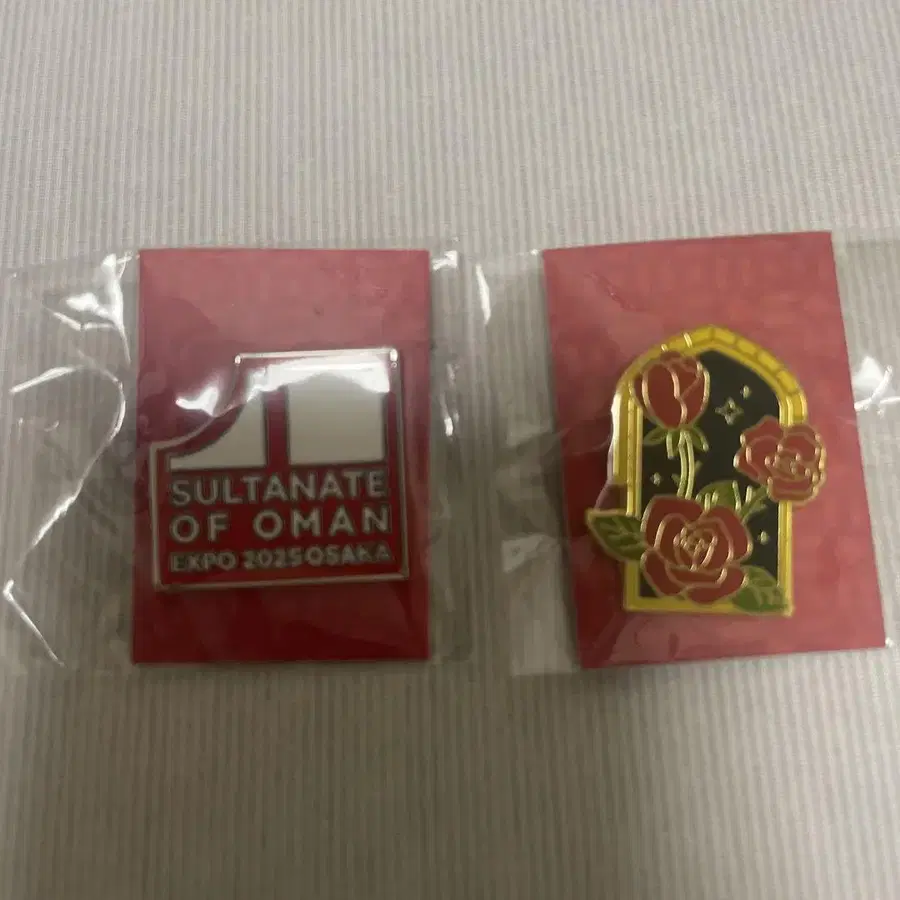 SULTANATE
OF OMAN
EXPO 2025 OSAKA